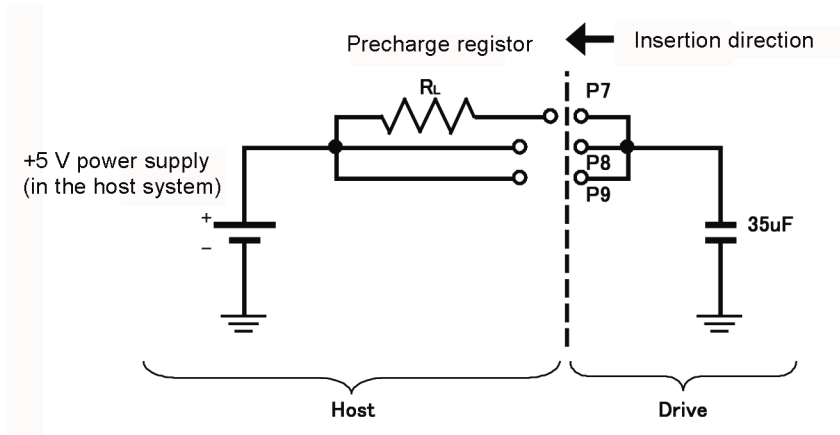 Precharge registor
Insertion direction
RL
P7
+5 V power supply
(in the host system)
P8
P9
+
−
35uF
Host
Drive